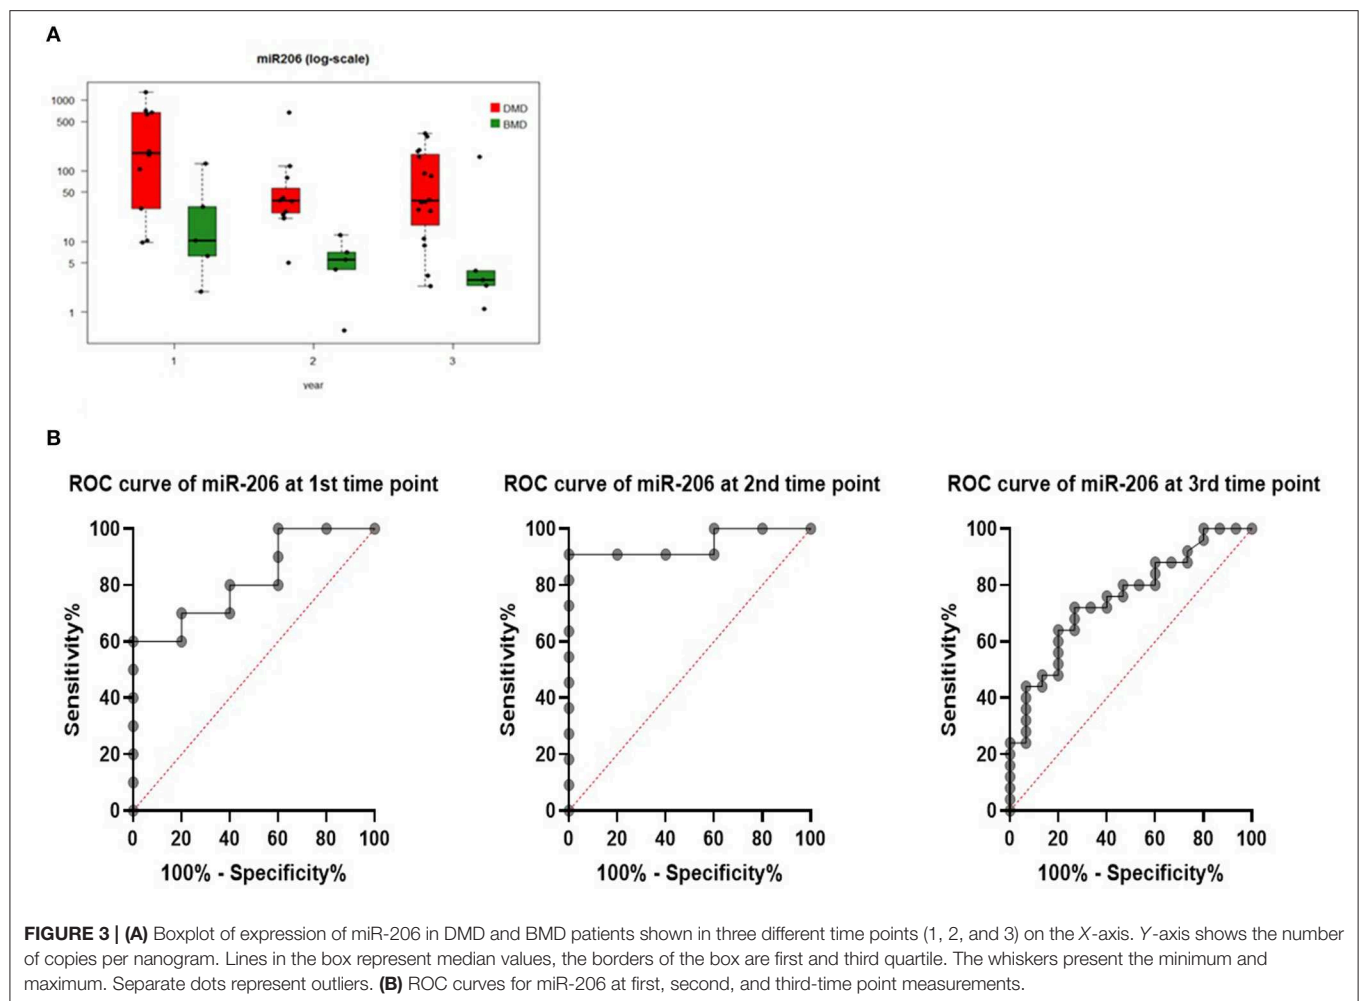 A
miR206 (log-scale)
1000
500
100
50
10
5
1
DMD
BMD
1 2 3
year
B
ROC curve of miR-206 at 1st time point
Sensitivity%
100
80
60
40
20
0
0 20 40 60 80 100
100% - Specificity%
ROC curve of miR-206 at 2nd time point
Sensitivity%
100
80
60
40
20
0
0 20 40 60 80 100
100% - Specificity%
ROC curve of miR-206 at 3rd time point
Sensitivity%
100
80
60
40
20
0
0 20 40 60 80 100
100% - Specificity%
FIGURE 3 | (A) Boxplot of expression of miR-206 in DMD and BMD patients shown in three different time points (1, 2, and 3) on the X-axis. Y-axis shows the number
of copies per nanogram. Lines in the box represent median values, the borders of the box are first and third quartile. The whiskers present the minimum and
maximum. Separate dots represent outliers. (B) ROC curves for miR-206 at first, second, and third-time point measurements.